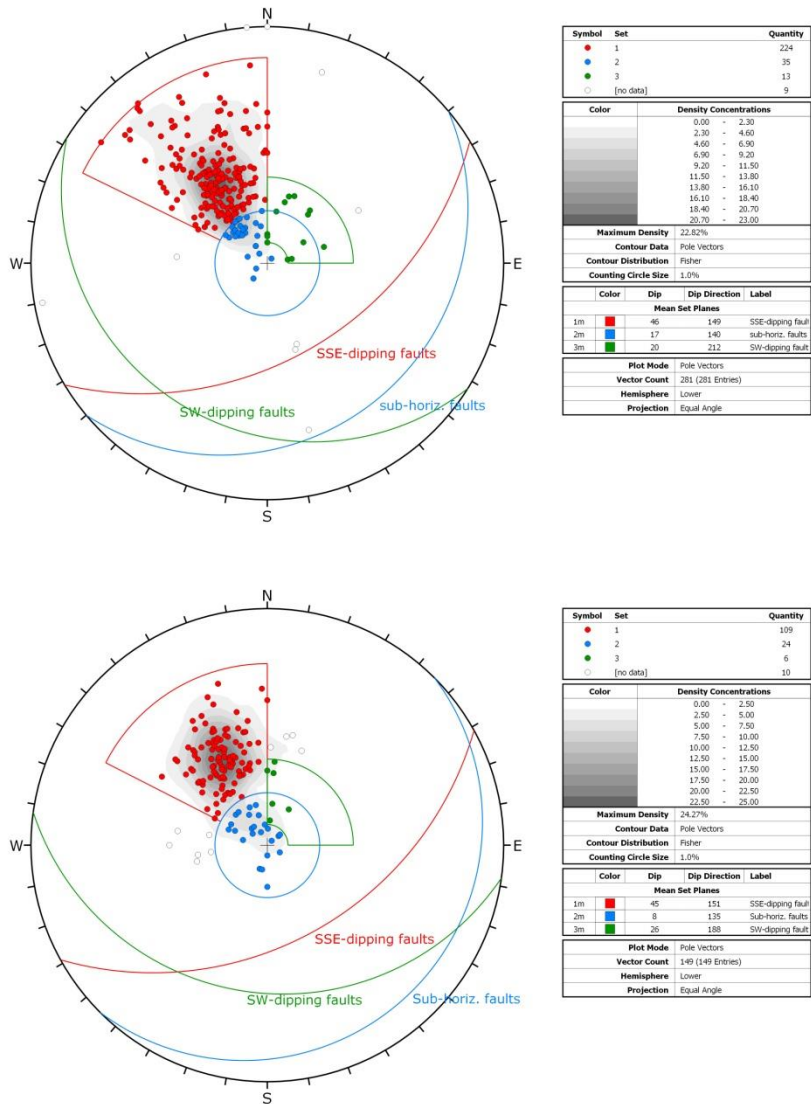 N
W
E
S
SSE-dipping faults
SW-dipping faults
sub-horiz. faults
Symbol Set Quantity
1 224
2 35
3 13
[no data] 9
Color Density Concentrations
0.00 - 2.30
2.30 - 4.60
4.60 - 6.90
6.90 - 9.20
9.20 - 11.50
11.50 - 13.80
13.80 - 16.10
16.10 - 18.40
18.40 - 20.70
20.70 - 23.00
Maximum Density 22.82%
Contour Data Pole Vectors
Contour Distribution Fisher
Counting Circle Size 1.0%
Color Dip Dip Direction Label
Mean Set Planes
1m 46 149 SSE-dipping faul
2m 17 140 sub-horiz. faults
3m 20 212 SW-dipping fault
Plot Mode Pole Vectors
Vector Count 281 (281 Entries)
Hemisphere Lower
Projection Equal Angle
N
W
E
S
SSE-dipping faults
SW-dipping faults
Sub-horiz. faults
Symbol Set Quantity
1 109
2 24
3 6
[no data] 10
Color Density Concentrations
0.00 - 2.50
2.50 - 5.00
5.00 - 7.50
7.50 - 10.00
10.00 - 12.50
12.50 - 15.00
15.00 - 17.50
17.50 - 20.00
20.00 - 22.50
22.50 - 25.00
Maximum Density 24.27%
Contour Data Pole Vectors
Contour Distribution Fisher
Counting Circle Size 1.0%
Color Dip Dip Direction Label
Mean Set Planes
1m 45 151 SSE-dipping faul
2m 8 135 Sub-horiz. faults
3m 26 188 SW-dipping fault
Plot Mode Pole Vectors
Vector Count 149 (149 Entries)
Hemisphere Lower
Projection Equal Angle